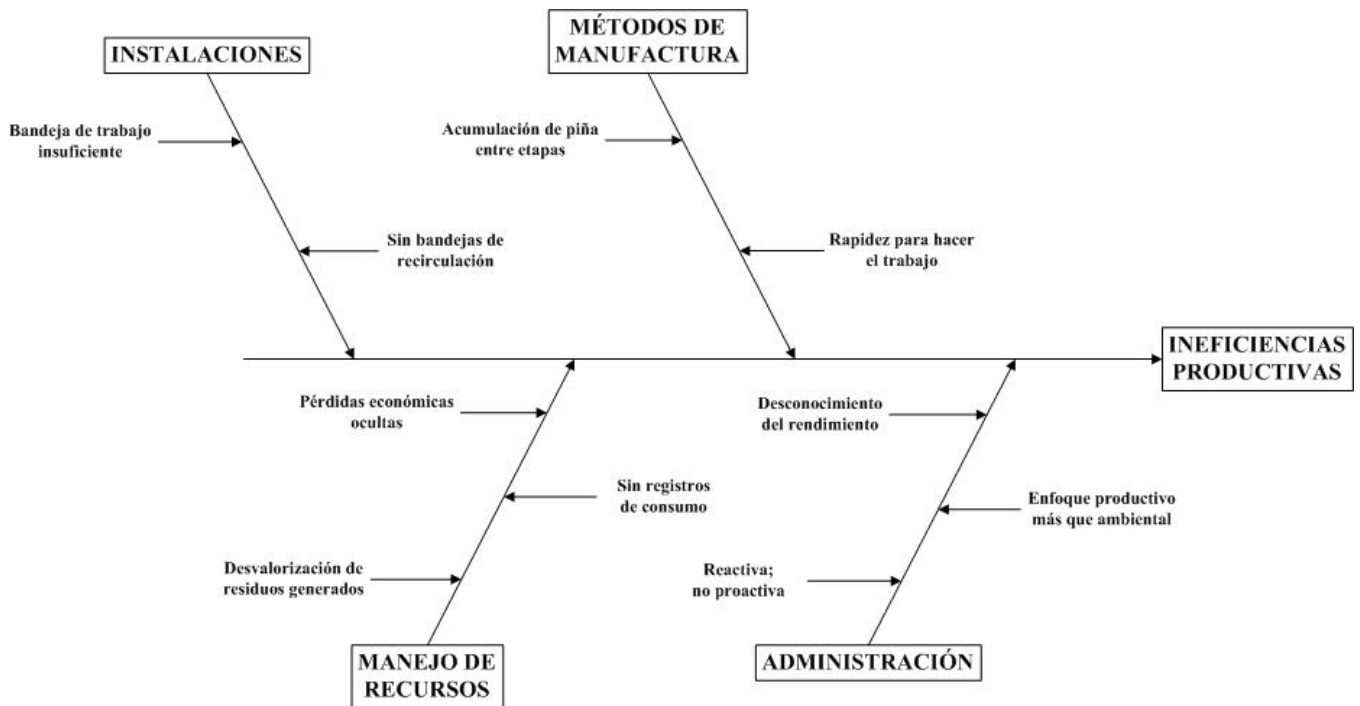 INSTALACIONES
MÉTODOS DE
MANUFACTURA
Bandeja de trabajo
insuficiente
Acumulación de piña
entre etapas
Sin bandejas de
recirculación
Rapidez para hacer
el trabajo
INEFICIENCIAS
PRODUCTIVAS
Pérdidas económicas
ocultas
Desconocimiento
del rendimiento
Sin registros
de consumo
Enfoque productivo
más que ambiental
Desvalorización de
residuos generados
Reactiva;
no proactiva
MANEJO DE
RECURSOS
ADMINISTRACIÓN